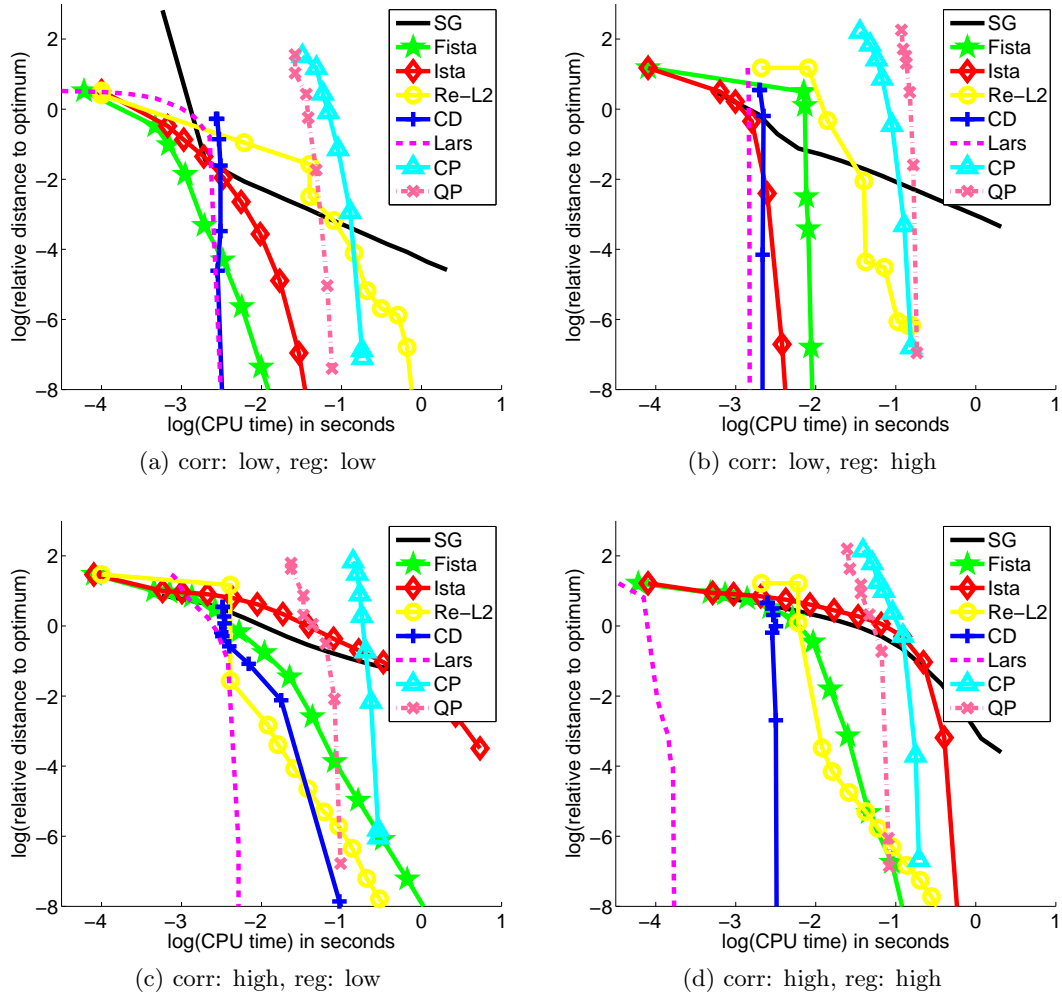 log(relative distance to optimum)
2
0
−2
−4
−6
−8
−4
−3
−2
−1
0
1
log(CPU time) in seconds
SG
Fista
Ista
Re−L2
CD
Lars
CP
QP
(a) corr: low, reg: low
log(relative distance to optimum)
2
0
−2
−4
−6
−8
−4
−3
−2
−1
0
1
log(CPU time) in seconds
SG
Fista
Ista
Re−L2
CD
Lars
CP
QP
(b) corr: low, reg: high
log(relative distance to optimum)
2
0
−2
−4
−6
−8
−4
−3
−2
−1
0
1
log(CPU time) in seconds
SG
Fista
Ista
Re−L2
CD
Lars
CP
QP
(c) corr: high, reg: low
log(relative distance to optimum)
2
0
−2
−4
−6
−8
−4
−3
−2
−1
0
1
log(CPU time) in seconds
SG
Fista
Ista
Re−L2
CD
Lars
CP
QP
(d) corr: high, reg: high